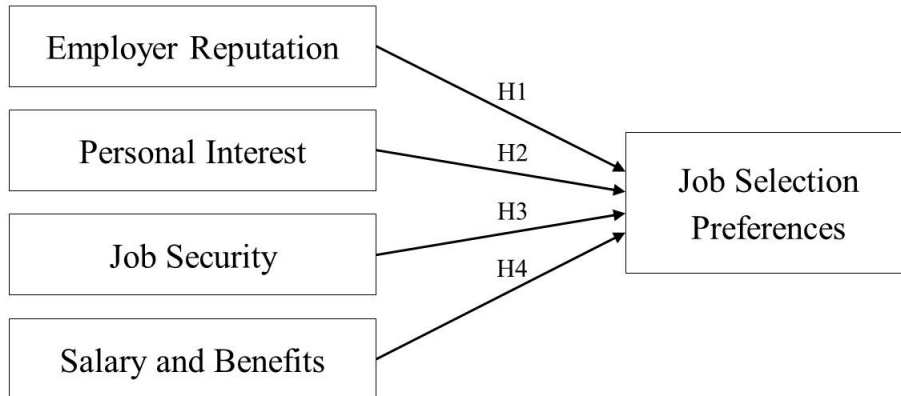 Employer Reputation
H1
Personal Interest
H2
Job Selection
Preferences
H3
Job Security
H4
Salary and Benefits